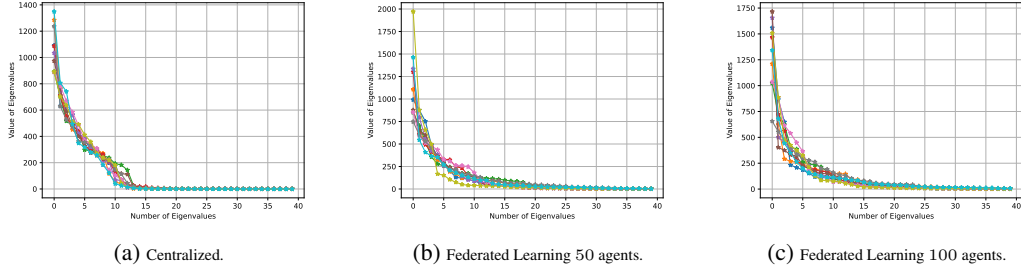 1400
1200
1000
800
600
400
200
0
Value of Eigenvalues
0 5 10 15 20 25 30 35 40
Number of Eigenvalues
(a) Centralized.
2000
1750
1500
1250
1000
750
500
250
0
Value of Eigenvalues
0 5 10 15 20 25 30 35 40
Number of Eigenvalues
(b) Federated Learning 50 agents.
1750
1500
1250
1000
750
500
250
0
Value of Eigenvalues
0 5 10 15 20 25 30 35 40
Number of Eigenvalues
(c) Federated Learning 100 agents.